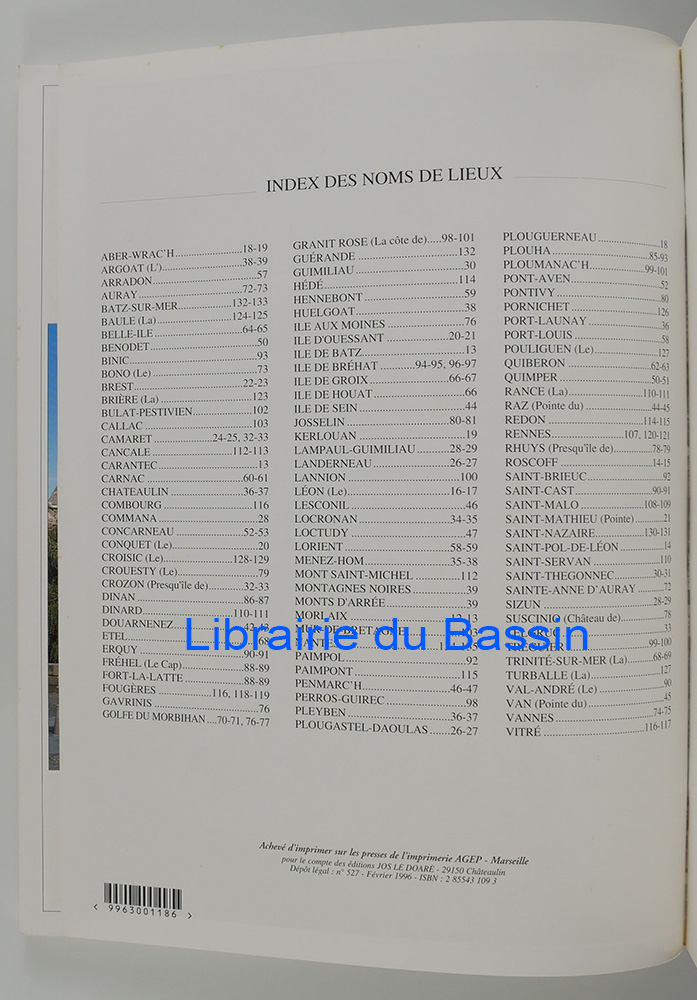 INDEX DES NOMS DE LIEUX
ABER-WRAC'H.......................18-19
ARGOAT (L')...........................38-39
ARRADON....................................57
AURAY...................................72-73
BATZ-SUR-MER..................132-133
BAULE (La)..........................124-125
BELLE-ILE..............................64-65
BENODET....................................50
BINIC...........................................93
BONO (Le)...................................73
BREST....................................22-23
BRIÈRE (La)...............................123
BULAT-PESTIVIEN....................102
CALLAC.....................................103
CAMARET....................24-25, 32-33
CANCALE............................112-113
CARANTEC..................................13
CARNAC.................................60-61
CHATEAULIN.........................36-37
COMBOURG...............................116
COMMANA..................................28
CONCARNEAU........................52-53
CONQUET (Le).............................20
CROISIC (Le)........................128-129
CROUESTY (Le)...........................79
CROZON (Presqu'île de)............32-33
DINAN....................................86-87
DINARD...............................110-111
DOUARNENEZ........................42-43
ETEL.......................................68
ERQUY....................................90-91
FRÉHEL (Le Cap).....................88-89
FORT-LA-LATTE......................88-89
FOUGÈRES...................116, 118-119
GAVRINIS....................................76
GOLFE DU MORBIHAN....70-71, 76-77
GRANIT ROSE (La côte de).....98-101
GUÉRANDE................................132
GUIMILIAU..................................30
HÉDÉ.........................................114
HENNEBONT................................59
HUELGOAT..................................38
ILE AUX MOINES.........................76
ILE D'OUESSANT....................20-21
ILE DE BATZ................................13
ILE DE BRÉHAT............94-95, 96-97
ILE DE GROIX.........................66-67
ILE DE HOUAT.............................66
ILE DE SEIN.................................44
JOSSELIN................................80-81
KERLOUAN..................................19
LAMPAUL-GUIMILIAU............28-29
LANDERNEAU........................26-27
LANNION...................................100
LÉON (Le)...............................16-17
LESCONIL....................................46
LOCRONAN............................34-35
LOCTUDY....................................47
LORIENT.................................58-59
MENEZ-HOM...........................35-38
MONT SAINT-MICHEL...............112
MONTAGNES NOIRES..................39
MONTS D'ARRÉE.........................39
MORLAIX
MUR-DE-BRETAGNE
NANTES
PAIMPOL.....................................92
PAIMPONT.................................115
PENMARC'H............................46-47
PERROS-GUIREC..........................98
PLEYBEN.................................36-37
PLOUGASTEL-DAOULAS.......26-27
PLOUGUERNEAU.......................18
PLOUHA..................................85-93
PLOUMANAC'H......................99-101
PONT-AVEN.................................52
PONTIVY.....................................80
PORNICHET................................126
PORT-LAUNAY............................36
PORT-LOUIS................................58
POULIGUEN (Le)........................127
QUIBERON..............................62-63
QUIMPER.................................50-51
RANCE (La)..........................110-111
RAZ (Pointe du).......................44-45
REDON.................................114-115
RENNES.......................107, 120-121
RHUYS (Presqu'île de)..............78-79
ROSCOFF................................14-15
SAINT-BRIEUC............................92
SAINT-CAST............................90-91
SAINT-MALO.......................108-109
SAINT-MATHIEU (Pointe)............21
SAINT-NAZAIRE..................130-131
SAINT-POL-DE-LÉON..................14
SAINT-SERVAN.........................110
SAINT-THEGONNEC................30-31
SAINTE-ANNE D'AURAY............72
SIZUN.....................................28-29
SUSCINIO (Château de)................78
33
TREGUIER..............................99-100
TRINITÉ-SUR-MER (La)............68-69
TURBALLE (La)..........................127
VAL-ANDRÉ (Le).........................90
VAN (Pointe du)...........................45
VANNES..................................74-75
VITRÉ..................................116-117
Librairie du Bassin
Achevé d'imprimer sur les presses de l'imprimerie AGEP - Marseille
pour le compte des éditions JOS LE DOARE - 29150 Châteaulin
Dépôt légal : n° 527 - Février 1996 - ISBN : 2 85543 109 3
< 9963001186 >